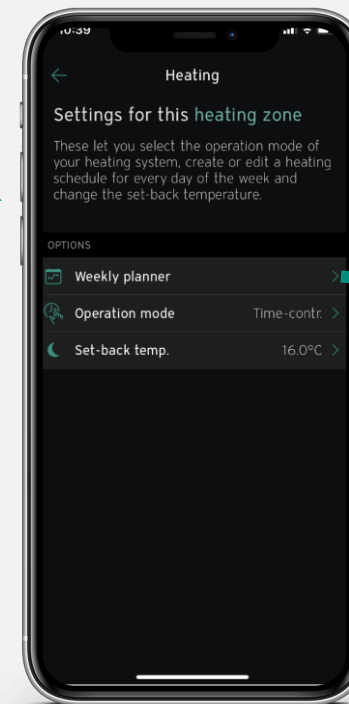 10:39
Heating
Settings for this heating zone
These let you select the operation mode of
your heating system, create or edit a heating
schedule for every day of the week and
change the set-back temperature.
OPTIONS
Weekly planner
Operation mode Time-contr.
Set-back temp. 16.0°C